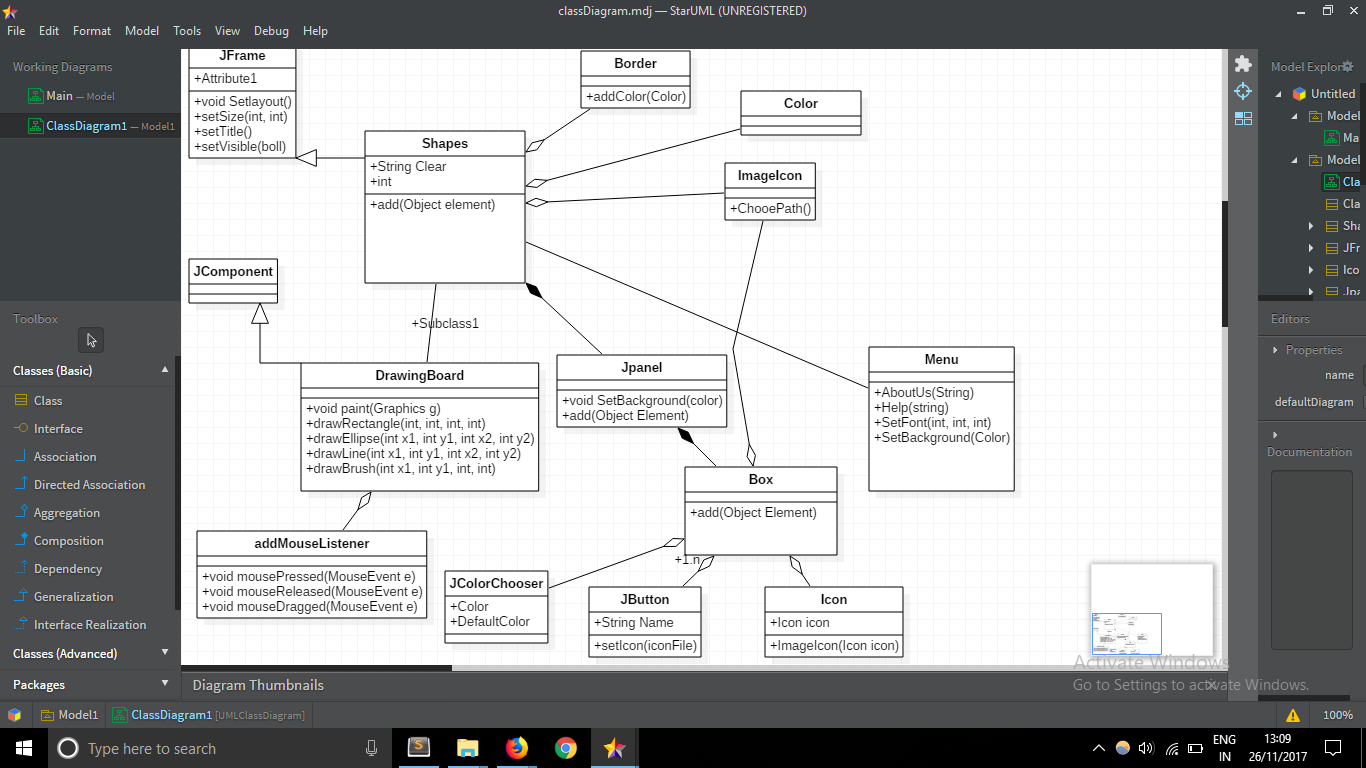 classDiagram.mdj — StarUML (UNREGISTERED)
File Edit Format Model Tools View Debug Help
Working Diagrams
Main — Model
ClassDiagram1 — Model1
Toolbox
Classes (Basic)
Class
Interface
Association
Directed Association
Aggregation
Composition
Dependency
Generalization
Interface Realization
Classes (Advanced)
Packages
JFrame
+Attribute1
+void Setlayout()
+setSize(int, int)
+setTitle()
+setVisible(boll)
Shapes
+String Clear
+int
+add(Object element)
Border
+addColor(Color)
Color
ImageIcon
+ChooePath()
JComponent
+Subclass1
DrawingBoard
+void paint(Graphics g)
+drawRectangle(int, int, int, int)
+drawEllipse(int x1, int y1, int x2, int y2)
+drawLine(int x1, int y1, int x2, int y2)
+drawBrush(int x1, int y1, int, int)
Jpanel
+void SetBackground(color)
+add(Object Element)
Menu
+AboutUs(String)
+Help(string)
+SetFont(int, int, int)
+SetBackground(Color)
Box
+add(Object Element)
addMouseListener
+void mousePressed(MouseEvent e)
+void mouseReleased(MouseEvent e)
+void mouseDragged(MouseEvent e)
+1.n
JColorChooser
+Color
+DefaultColor
JButton
+String Name
+setIcon(iconFile)
Icon
+Icon icon
+ImageIcon(Icon icon)
Model Explor
Untitled
Model
Ma
Model
Cla
Cla
Sha
JFr
Ico
Jpa
Editors
Properties
name
defaultDiagram
Documentation
Activate Windows
Go to Settings to activate Windows.
Diagram Thumbnails
Model1
ClassDiagram1 [UMLClassDiagram]
100%
Type here to search
ENG
IN
13:09
26/11/2017